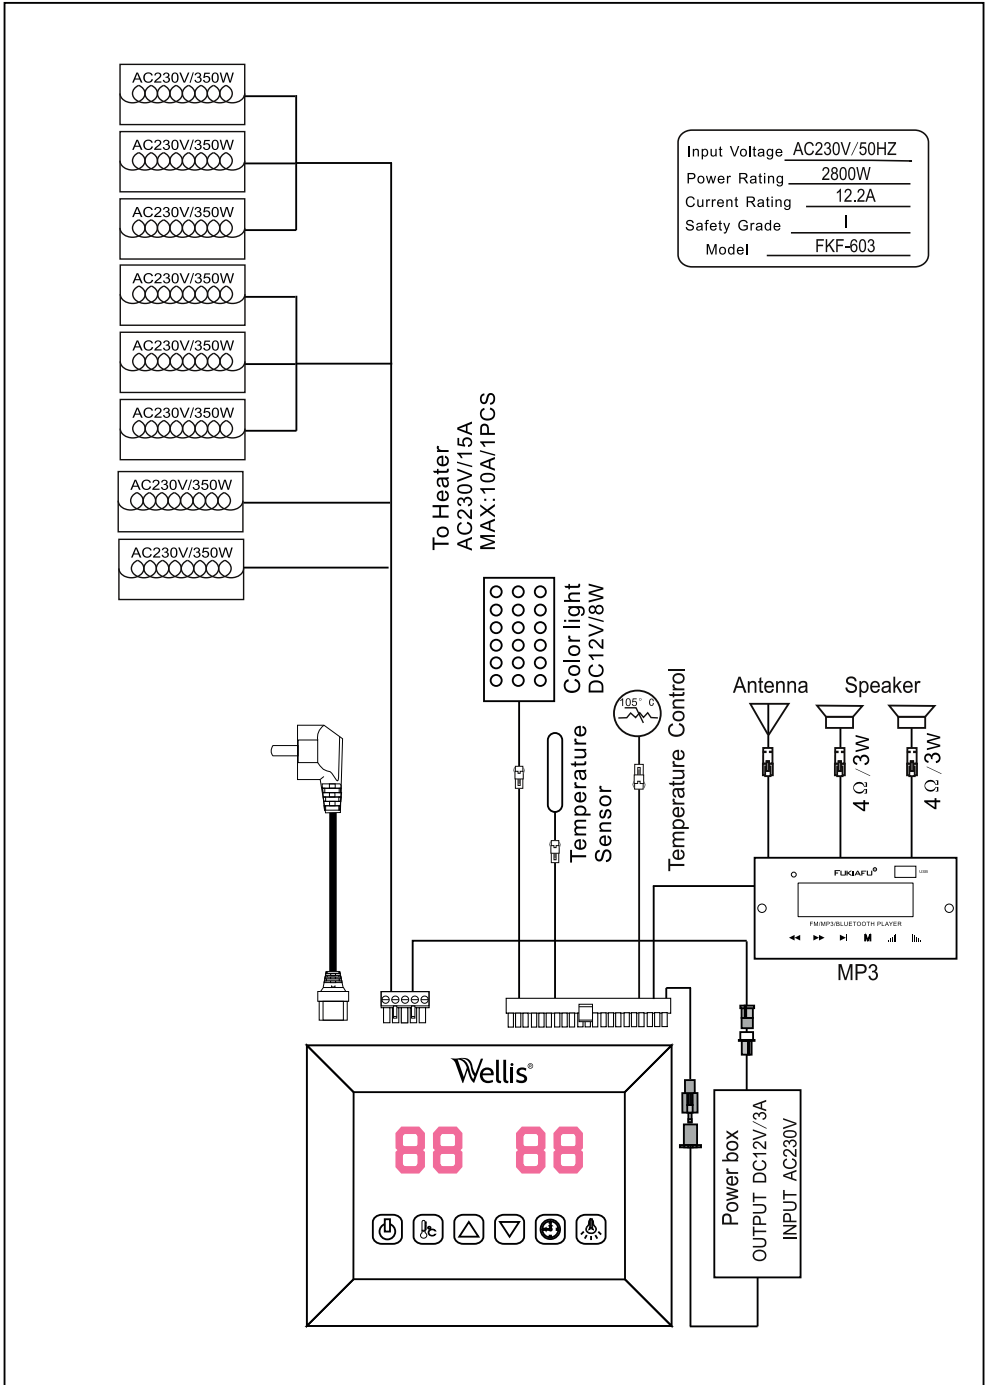 AC230V/350W
AC230V/350W
AC230V/350W
AC230V/350W
AC230V/350W
AC230V/350W
AC230V/350W
AC230V/350W
Input Voltage AC230V/50HZ
Power Rating 2800W
Current Rating 12.2A
Safety Grade I
Model FKF-603
To Heater
AC230V/15A
MAX:10A/1PCS
Color light
DC12V/8W
Temperature
Sensor
105° C
Temperature Control
Antenna
Speaker
4Ω/3W
4Ω/3W
FUKIAFU®
USB
FM/MP3/BLUETOOTH PLAYER
M
MP3
Wellis®
88 88
°C
Power box
OUTPUT DC12V/3A
INPUT AC230V